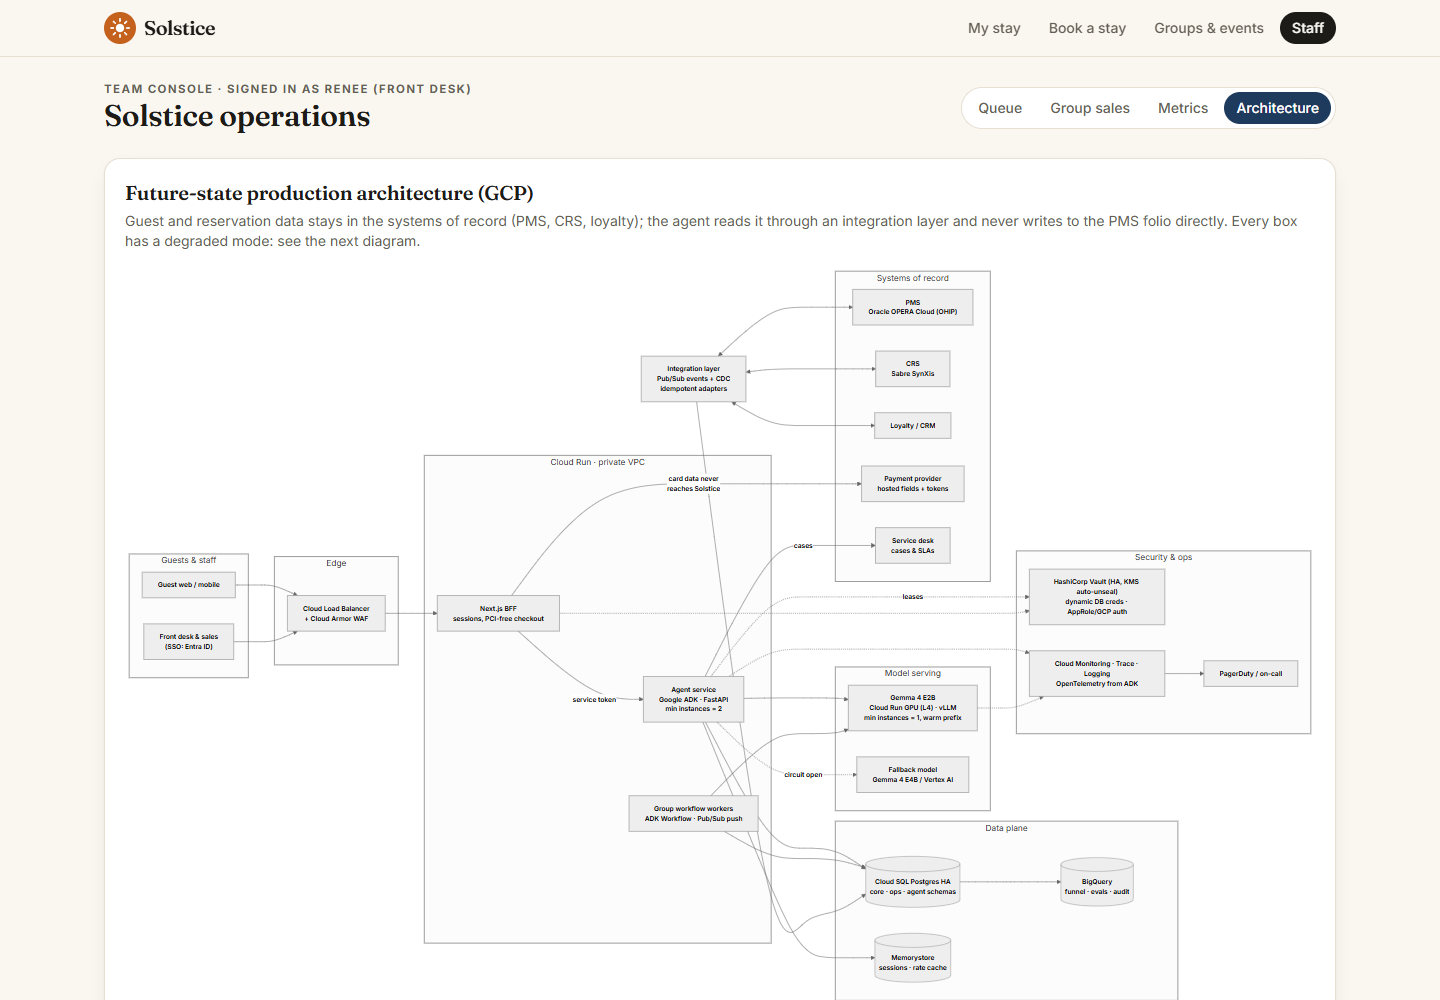 Solstice
My stay
Book a stay
Groups & events
Staff
TEAM CONSOLE · SIGNED IN AS RENEE (FRONT DESK)
Solstice operations
Queue
Group sales
Metrics
Architecture
Future-state production architecture (GCP)
Guest and reservation data stays in the systems of record (PMS, CRS, loyalty); the agent reads it through an integration layer and never writes to the PMS folio directly. Every box
has a degraded mode: see the next diagram.
Systems of record
PMS
Oracle OPERA Cloud (OHIP)
Integration layer
Pub/Sub events + CDC
idempotent adapters
CRS
Sabre SynXis
Loyalty / CRM
Cloud Run · private VPC
card data never
reaches Solstice
Payment provider
hosted fields + tokens
cases
Service desk
cases & SLAs
Guests & staff
Guest web / mobile
Front desk & sales
(SSO: Entra ID)
Edge
Cloud Load Balancer
+ Cloud Armor WAF
Next.js BFF
sessions, PCI-free checkout
leases
Security & ops
HashiCorp Vault (HA, KMS
auto-unseal)
dynamic DB creds ·
AppRole/GCP auth
Cloud Monitoring · Trace ·
Logging
OpenTelemetry from ADK
PagerDuty / on-call
service token
Agent service
Google ADK · FastAPI
min instances = 2
Model serving
Gemma 4 E2B
Cloud Run GPU (L4) · vLLM
min instances = 1, warm prefix
circuit open
Fallback model
Gemma 4 E4B / Vertex AI
Group workflow workers
ADK Workflow · Pub/Sub push
Data plane
Cloud SQL Postgres HA
core · ops · agent schemas
BigQuery
funnel · evals · audit
Memorystore
sessions · rate cache